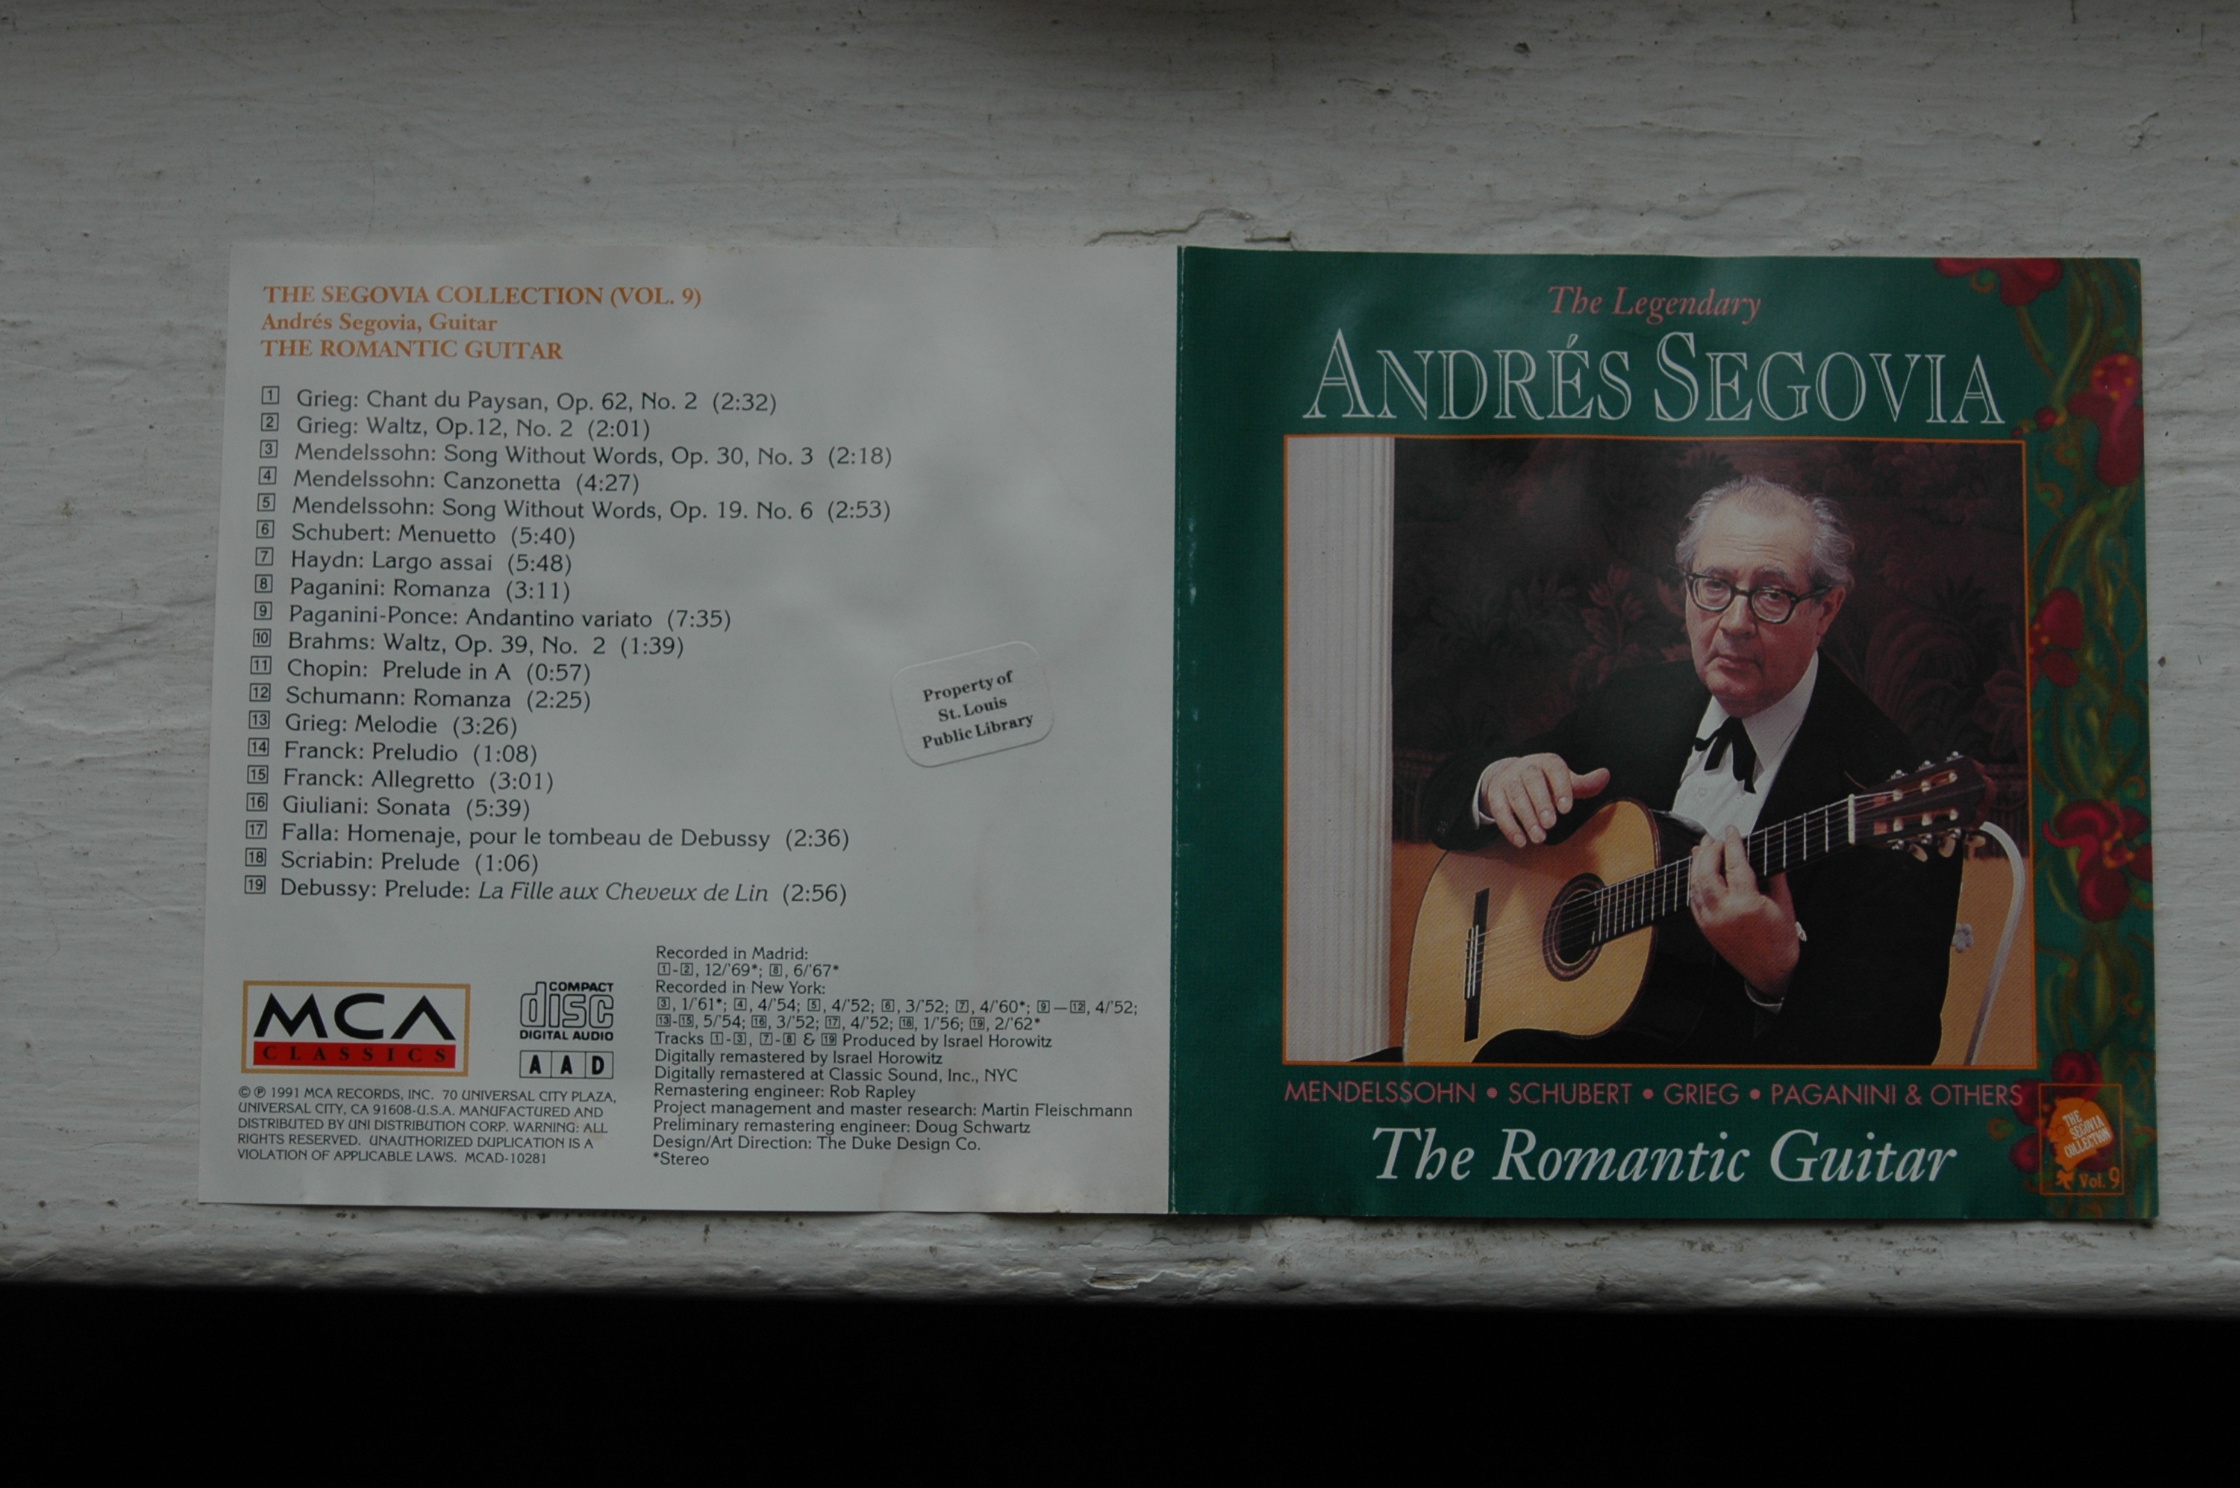 THE SEGOVIA COLLECTION (VOL. 9)
Andrés Segovia, Guitar
THE ROMANTIC GUITAR
1 Grieg: Chant du Paysan, Op. 62, No. 2 (2:32)
2 Grieg: Waltz, Op.12, No. 2 (2:01)
3 Mendelssohn: Song Without Words, Op. 30, No. 3 (2:18)
4 Mendelssohn: Canzonetta (4:27)
5 Mendelssohn: Song Without Words, Op. 19. No. 6 (2:53)
6 Schubert: Menuetto (5:40)
7 Haydn: Largo assai (5:48)
8 Paganini: Romanza (3:11)
9 Paganini-Ponce: Andantino variato (7:35)
10 Brahms: Waltz, Op. 39, No. 2 (1:39)
11 Chopin: Prelude in A (0:57)
12 Schumann: Romanza (2:25)
13 Grieg: Melodie (3:26)
14 Franck: Preludio (1:08)
15 Franck: Allegretto (3:01)
16 Giuliani: Sonata (5:39)
17 Falla: Homenaje, pour le tombeau de Debussy (2:36)
18 Scriabin: Prelude (1:06)
19 Debussy: Prelude: La Fille aux Cheveux de Lin (2:56)
Property of
St. Louis
Public Library
MCA
CLASSICS
COMPACT
disc
DIGITAL AUDIO
AAD
© ℗ 1991 MCA RECORDS, INC. 70 UNIVERSAL CITY PLAZA,
UNIVERSAL CITY, CA 91608-U.S.A. MANUFACTURED AND
DISTRIBUTED BY UNI DISTRIBUTION CORP. WARNING: ALL
RIGHTS RESERVED. UNAUTHORIZED DUPLICATION IS A
VIOLATION OF APPLICABLE LAWS. MCAD-10281
Recorded in Madrid:
1-2, 12/'69*; 8, 6/'67*
Recorded in New York:
3, 1/'61*; 4, 4/'54; 5, 4/'52; 6, 3/'52; 7, 4/'60*; 9—12, 4/'52;
13-15, 5/'54; 16, 3/'52; 17, 4/'52; 18, 1/'56; 19, 2/'62*
Tracks 1-3, 7-8 & 19 Produced by Israel Horowitz
Digitally remastered by Israel Horowitz
Digitally remastered at Classic Sound, Inc., NYC
Remastering engineer: Rob Rapley
Project management and master research: Martin Fleischmann
Preliminary remastering engineer: Doug Schwartz
Design/Art Direction: The Duke Design Co.
*Stereo
The Legendary
ANDRÉS SEGOVIA
MENDELSSOHN • SCHUBERT • GRIEG • PAGANINI & OTHERS
The Romantic Guitar
THE
SEGOVIA
COLLECTION
Vol. 9